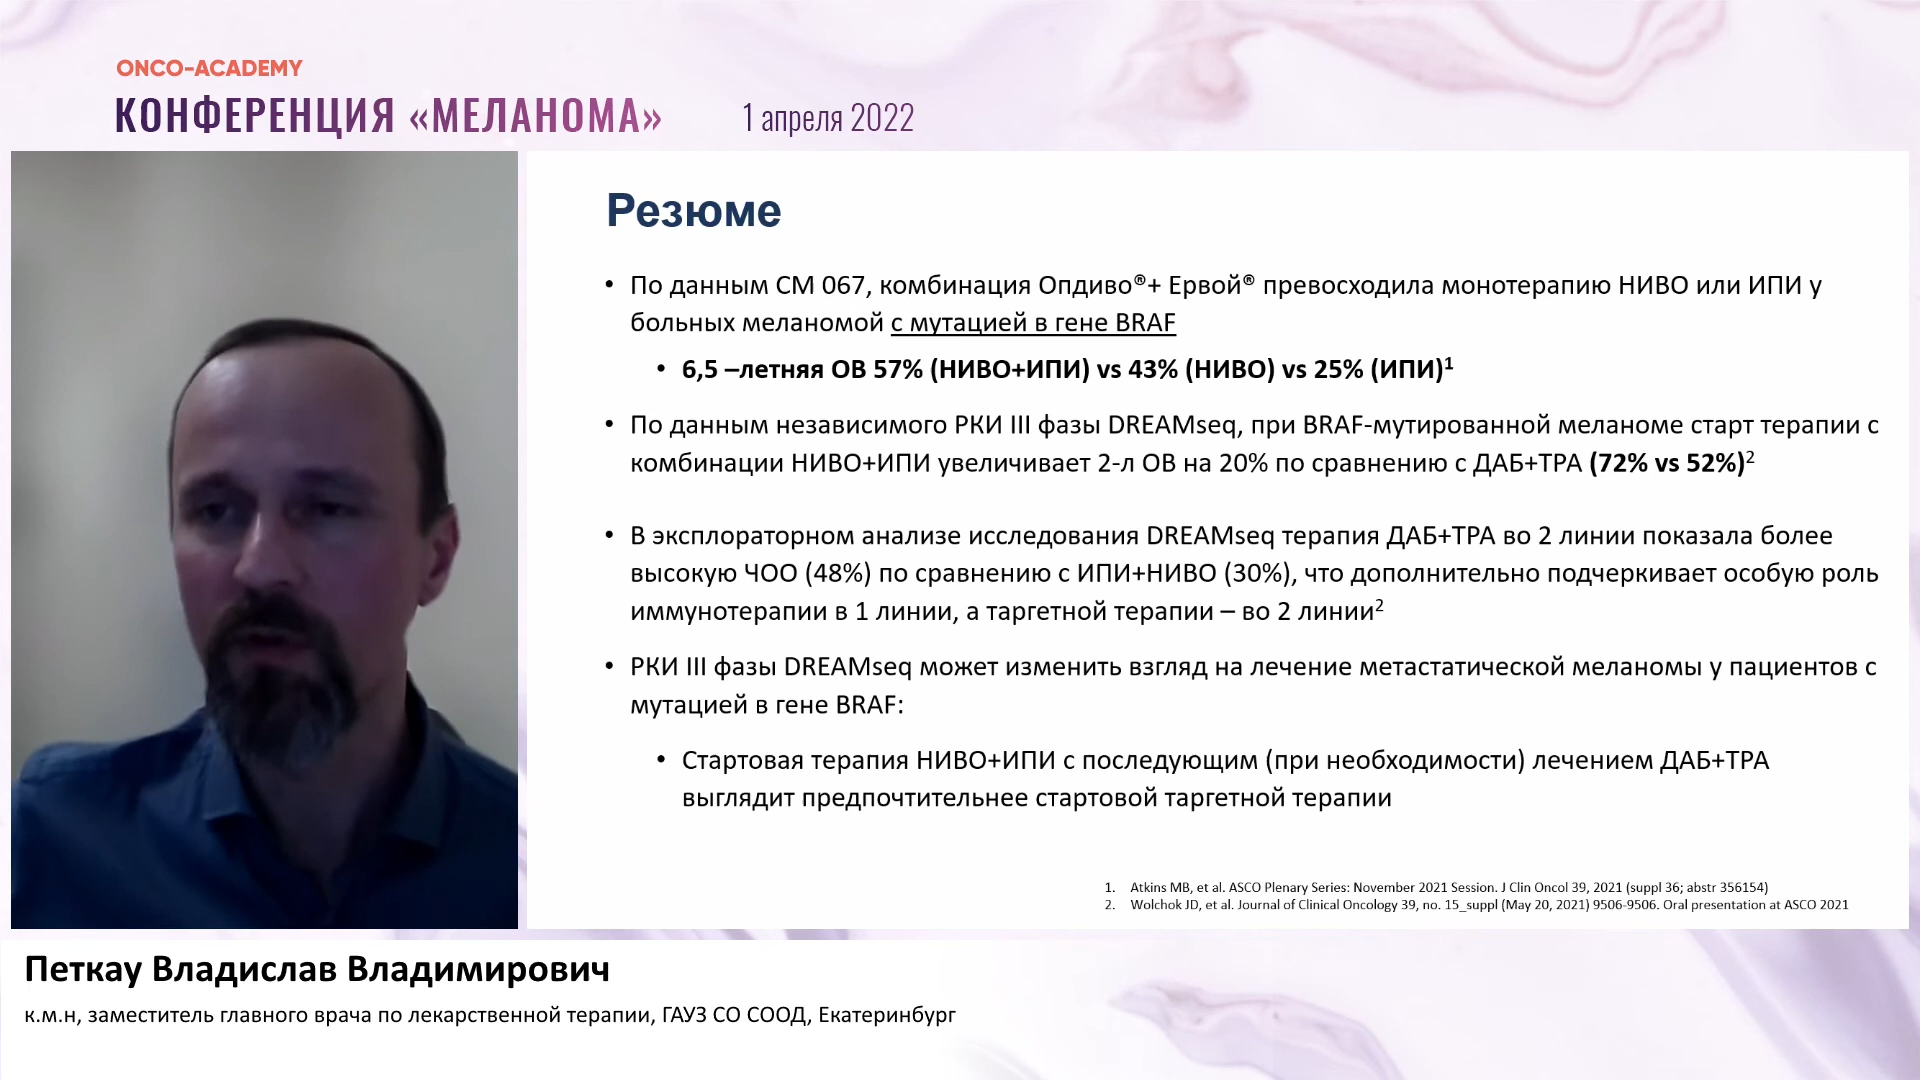 ONCO-ACADEMY
КОНФЕРЕНЦИЯ «МЕЛАНОМА» 1 апреля 2022
Резюме
• По данным СМ 067, комбинация Опдиво®+ Ервой® превосходила монотерапию НИВО или ИПИ у
больных меланомой с мутацией в гене BRAF
• 6,5 –летняя ОВ 57% (НИВО+ИПИ) vs 43% (НИВО) vs 25% (ИПИ)¹
• По данным независимого РКИ III фазы DREAMseq, при BRAF-мутированной меланоме старт терапии с
комбинации НИВО+ИПИ увеличивает 2-л ОВ на 20% по сравнению с ДАБ+ТРА (72% vs 52%)²
• В эксплораторном анализе исследования DREAMseq терапия ДАБ+ТРА во 2 линии показала более
высокую ЧОО (48%) по сравнению с ИПИ+НИВО (30%), что дополнительно подчеркивает особую роль
иммунотерапии в 1 линии, а таргетной терапии – во 2 линии²
• РКИ III фазы DREAMseq может изменить взгляд на лечение метастатической меланомы у пациентов с
мутацией в гене BRAF:
• Стартовая терапия НИВО+ИПИ с последующим (при необходимости) лечением ДАБ+ТРА
выглядит предпочтительнее стартовой таргетной терапии
1. Atkins MB, et al. ASCO Plenary Series: November 2021 Session. J Clin Oncol 39, 2021 (suppl 36; abstr 356154)
2. Wolchok JD, et al. Journal of Clinical Oncology 39, no. 15_suppl (May 20, 2021) 9506-9506. Oral presentation at ASCO 2021
Петкау Владислав Владимирович
к.м.н, заместитель главного врача по лекарственной терапии, ГАУЗ СО СООД, Екатеринбург